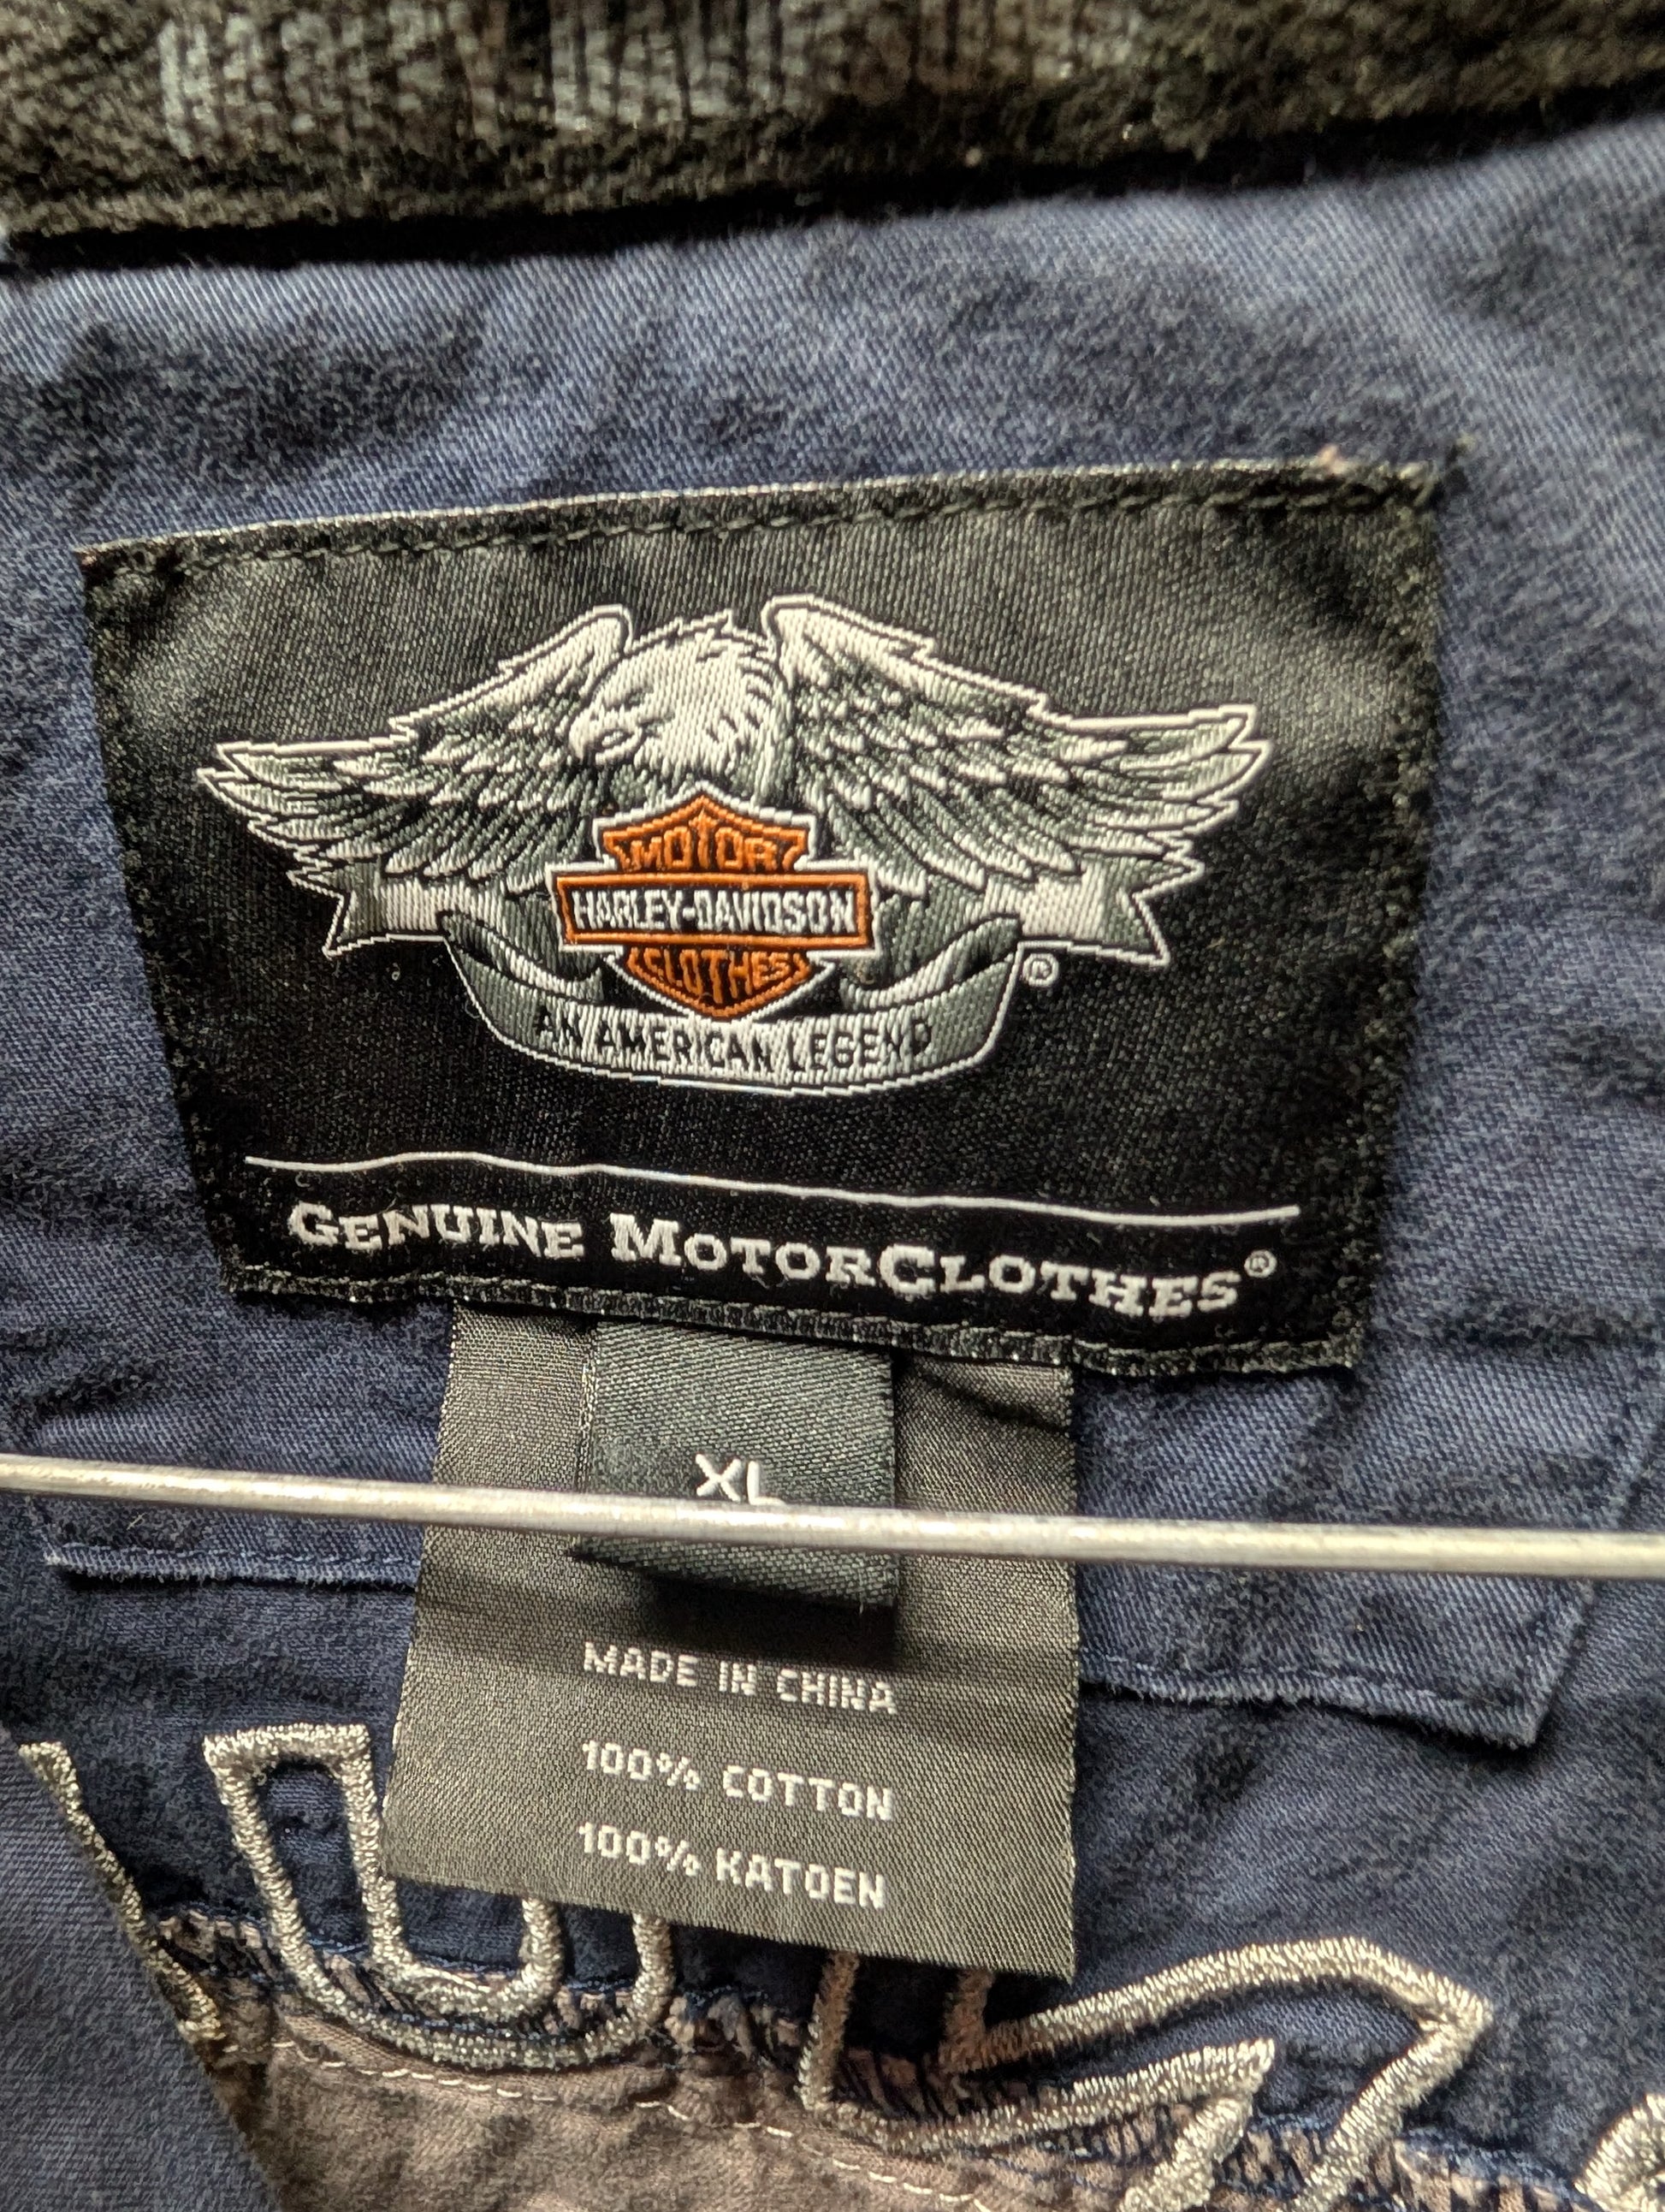 MOTOR
HARLEY-DAVIDSON
CLOTHES
®
AN AMERICAN LEGEND
GENUINE MOTORCLOTHES®
XL
MADE IN CHINA
100% COTTON
100% KATOEN